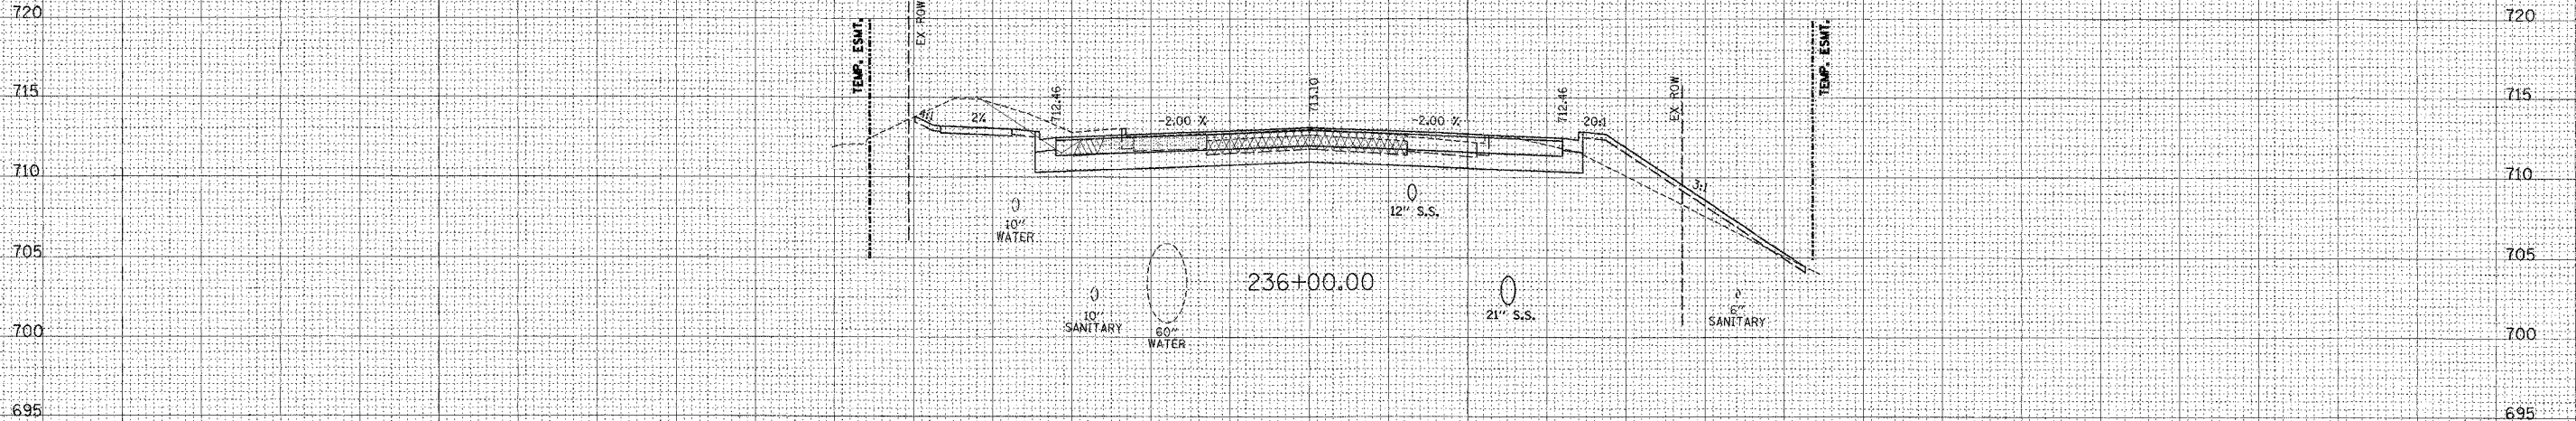 720
720
TEMP. ESMT.
EX ROW
TEMP. ESMT.
715
715
712.46
713.10
712.46
EX ROW
4:1
2%
-2.00 %
-2.00 %
20:1
710
710
3:1
10"
WATER
12" S.S.
705
705
236+00.00
10"
SANITARY
60"
WATER
21" S.S.
6"
SANITARY
700
700
695
695